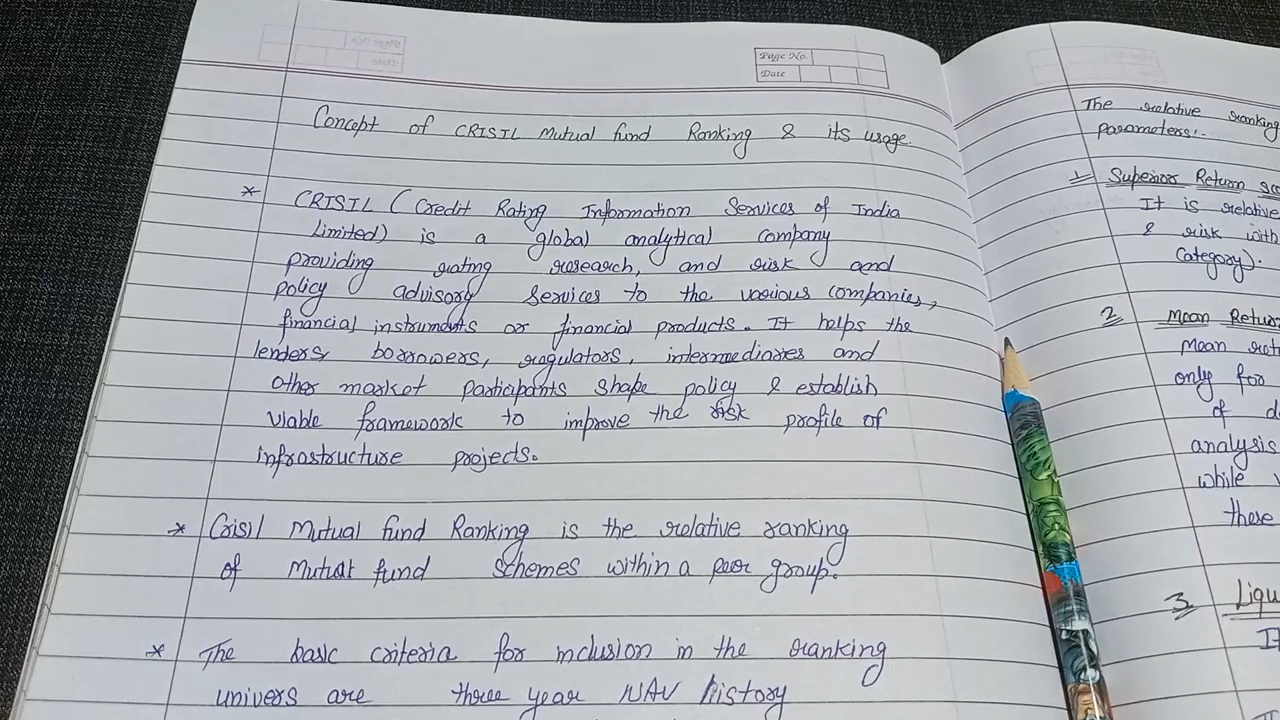 Page No.
Date
Concept of CRISIL Mutual fund Ranking & its usage.
* CRISIL (Credit Rating Information Services of India
Limited) is a global analytical company
providing rating research, and risk and
policy advisory services to the various companies,
financial instruments or financial products. It helps the
lenders, borrowers, regulators, intermediaries and
other market participants shape policy & establish
viable framework to improve the risk profile of
infrastructure projects.
* Crisil Mutual fund Ranking is the relative ranking
of mutual fund schemes within a peer group.
* The basic criteria for inclusion in the ranking
univers are three year NAV history
The relative ranking
parameters:-
1 Superior Return Sc
It is relative
& risk with
Category).
2 Mean Retur
Mean ret
only for
of d
analysis
while
these
3 Liqu
It